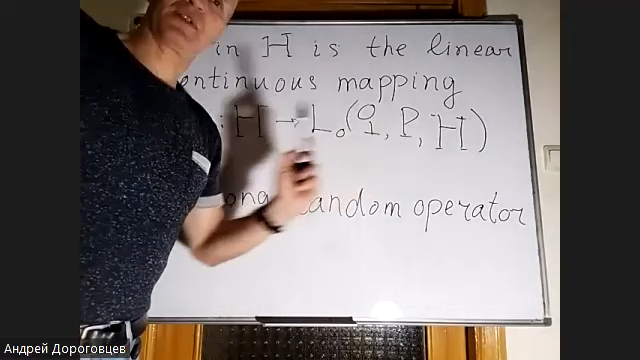 in H is the linear
continuous mapping
: H → L₀(Ω, P, H)
random operator
Андрей Дороговцев